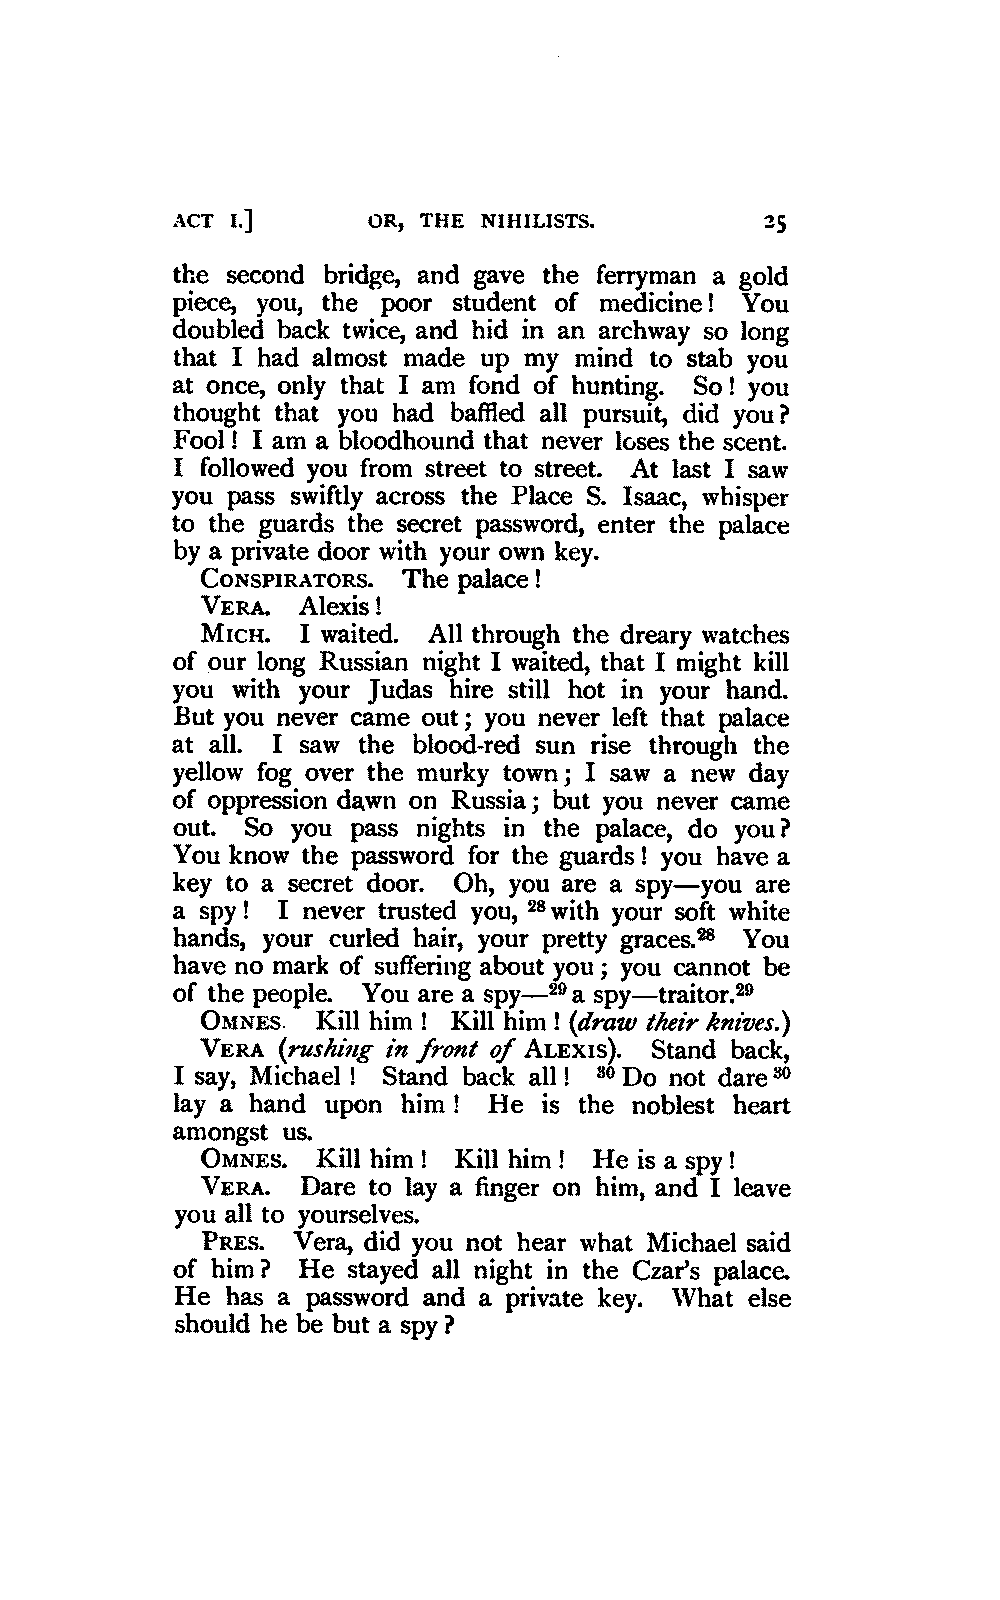 ACT I.] OR, THE NIHILISTS. 25
the second bridge, and gave the ferryman a gold
piece, you, the poor student of medicine! You
doubled back twice, and hid in an archway so long
that I had almost made up my mind to stab you
at once, only that I am fond of hunting. So! you
thought that you had baffled all pursuit, did you?
Fool! I am a bloodhound that never loses the scent.
I followed you from street to street. At last I saw
you pass swiftly across the Place S. Isaac, whisper
to the guards the secret password, enter the palace
by a private door with your own key.
CONSPIRATORS. The palace!
VERA. Alexis!
MICH. I waited. All through the dreary watches
of our long Russian night I waited, that I might kill
you with your Judas hire still hot in your hand.
But you never came out; you never left that palace
at all. I saw the blood-red sun rise through the
yellow fog over the murky town; I saw a new day
of oppression dawn on Russia; but you never came
out. So you pass nights in the palace, do you?
You know the password for the guards! you have a
key to a secret door. Oh, you are a spy—you are
a spy! I never trusted you, ²⁸with your soft white
hands, your curled hair, your pretty graces.²⁸ You
have no mark of suffering about you; you cannot be
of the people. You are a spy—²⁹a spy—traitor.²⁹
OMNES. Kill him! Kill him! (draw their knives.)
VERA (rushing in front of ALEXIS). Stand back,
I say, Michael! Stand back all! ³⁰Do not dare³⁰
lay a hand upon him! He is the noblest heart
amongst us.
OMNES. Kill him! Kill him! He is a spy!
VERA. Dare to lay a finger on him, and I leave
you all to yourselves.
PRES. Vera, did you not hear what Michael said
of him? He stayed all night in the Czar's palace.
He has a password and a private key. What else
should he be but a spy?